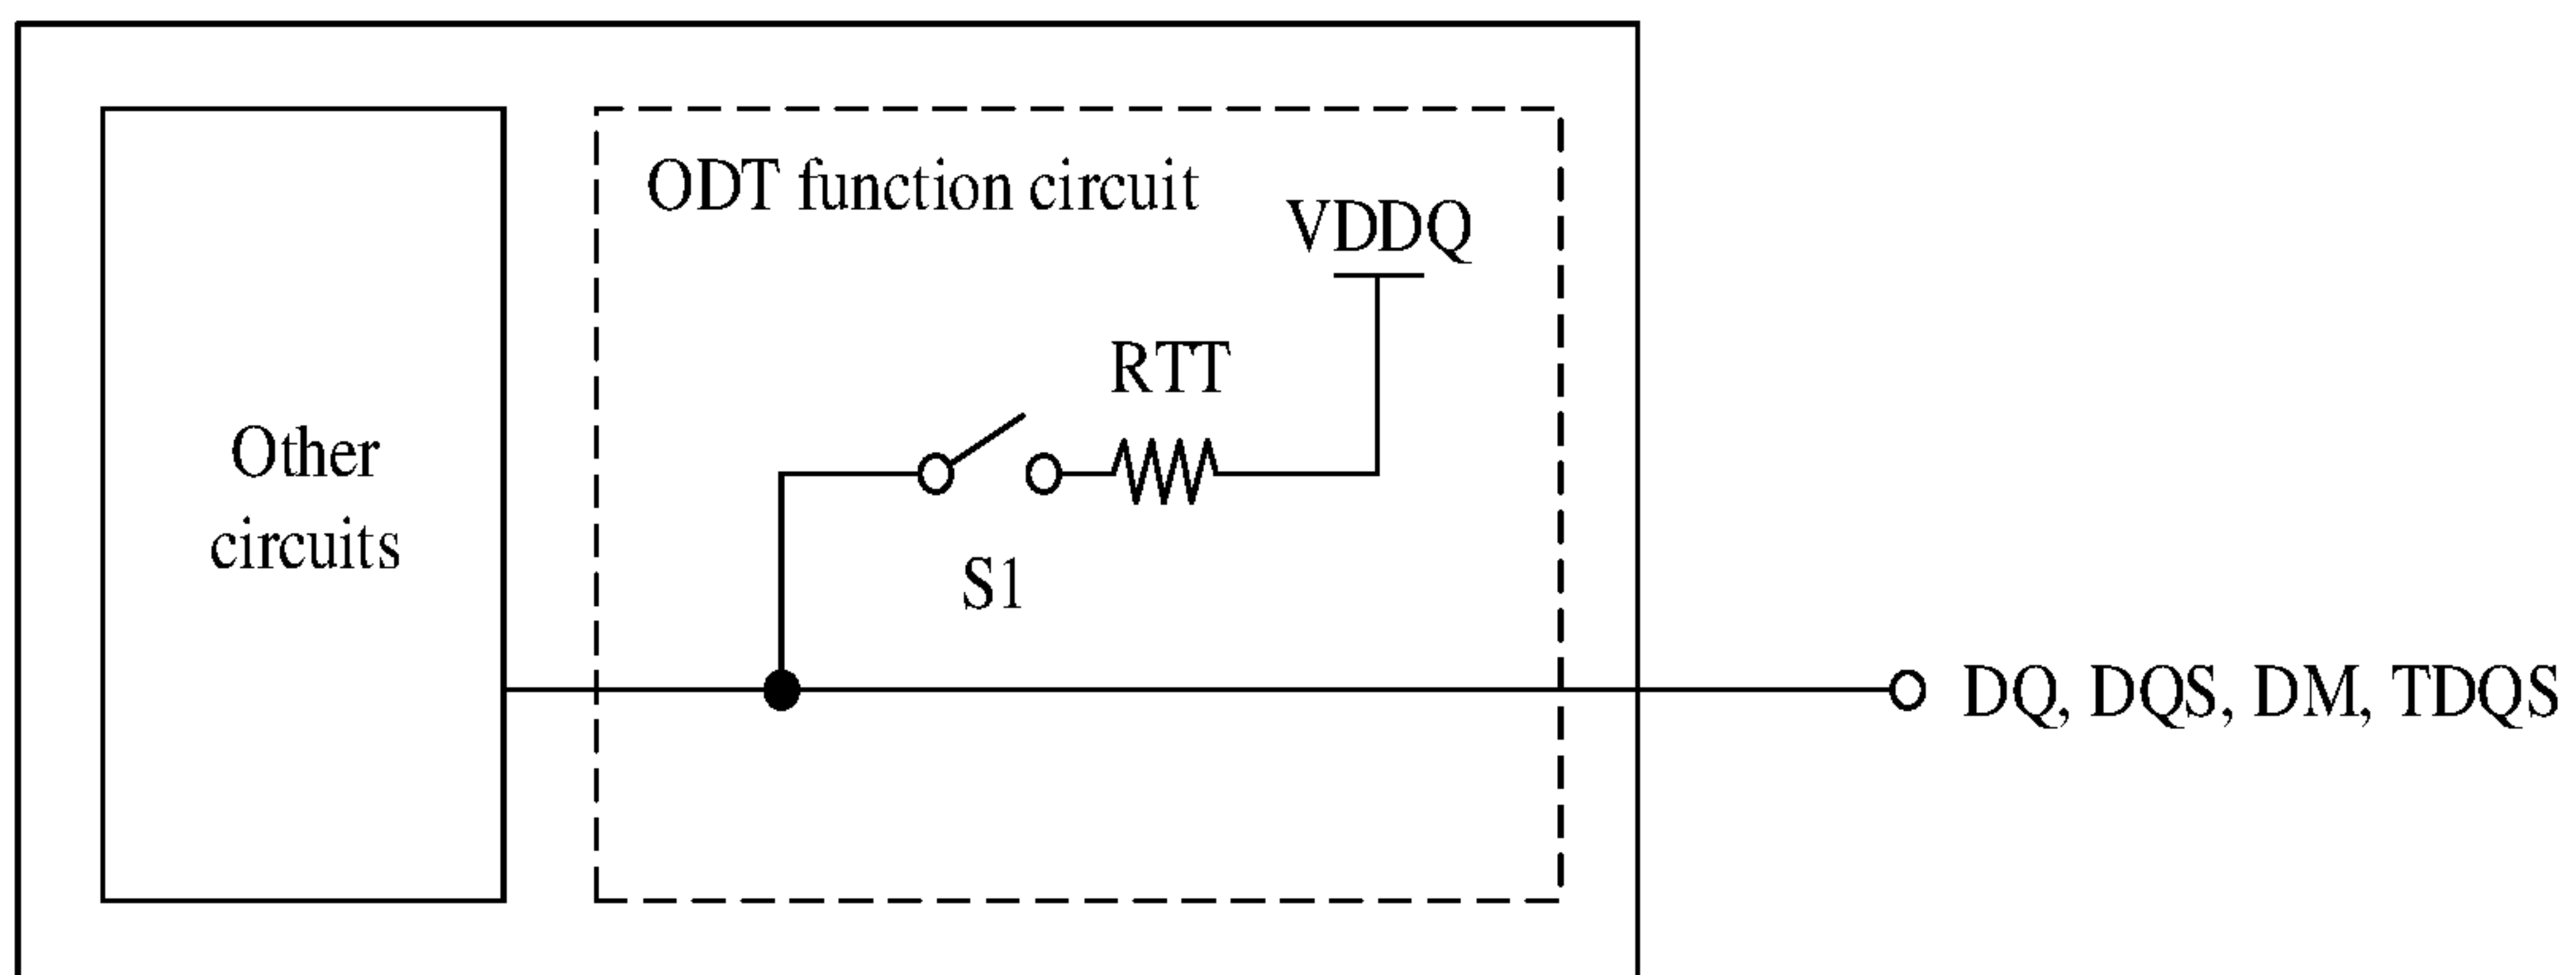 ODT function circuit
VDDQ
RTT
Other
circuits
S1
DQ, DQS, DM, TDQS